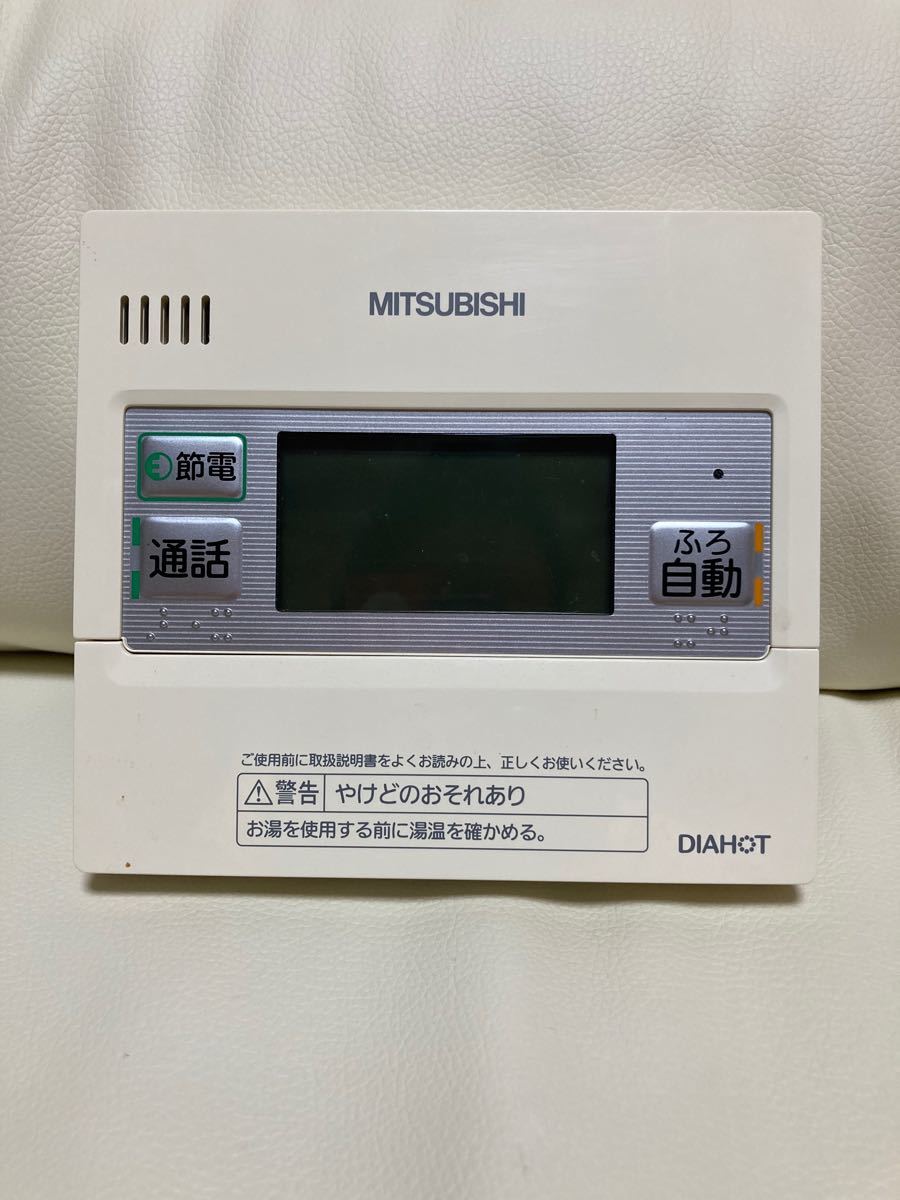 MITSUBISHI
節電
通話
ふろ
自動
ご使用前に取扱説明書をよくお読みの上、正しくお使いください。
警告 やけどのおそれあり
お湯を使用する前に湯温を確かめる。
DIAHOT